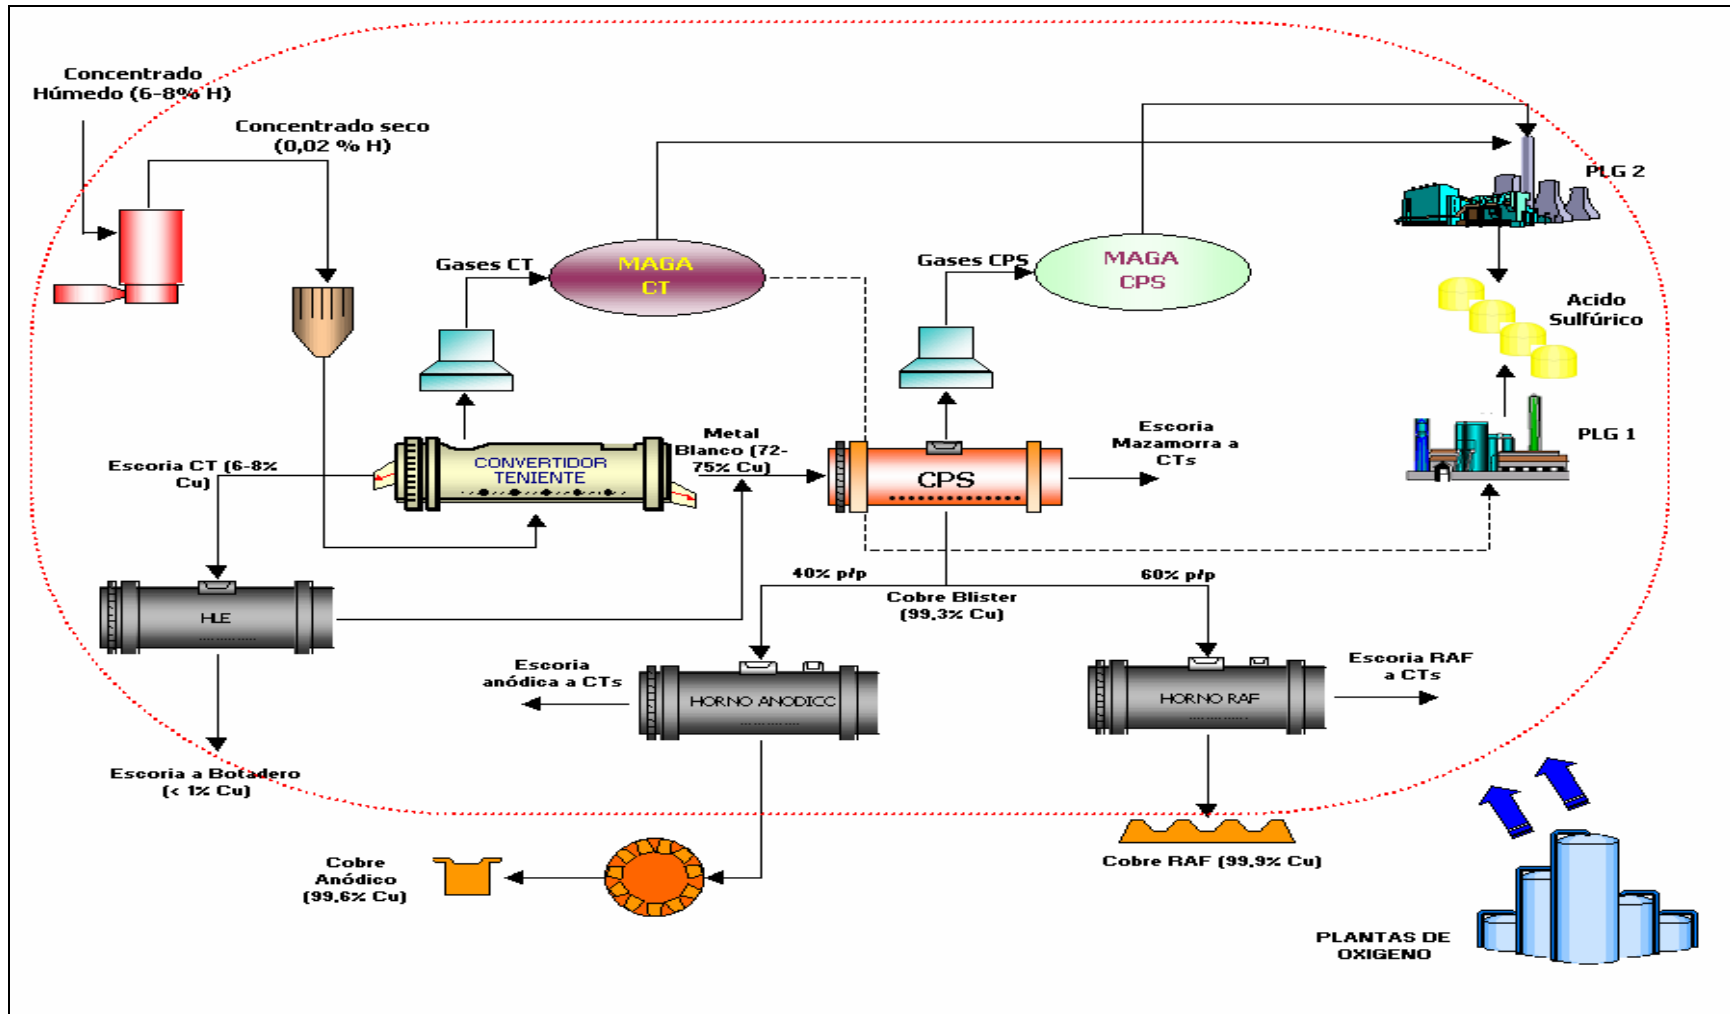 Concentrado
Húmedo (6-8% H)
Concentrado seco
(0,02 % H)
PLG 2
Gases CT
MAGA
CT
Gases CPS
MAGA
CPS
Acido
Sulfúrico
PLG 1
Escoria CT (6-8%
Cu)
CONVERTIDOR
TENIENTE
Metal
Blanco (72-
75% Cu)
CPS
Escoria
Mazamorra a
CTs
40% p/p
60% p/p
Cobre Blister
(99,3% Cu)
HLE
Escoria
anódica a CTs
HORNO ANODICC
HORNO RAF
Escoria RAF
a CTs
Escoria a Botadero
(< 1% Cu)
Cobre
Anódico
(99,6% Cu)
Cobre RAF (99,9% Cu)
PLANTAS DE
OXIGENO